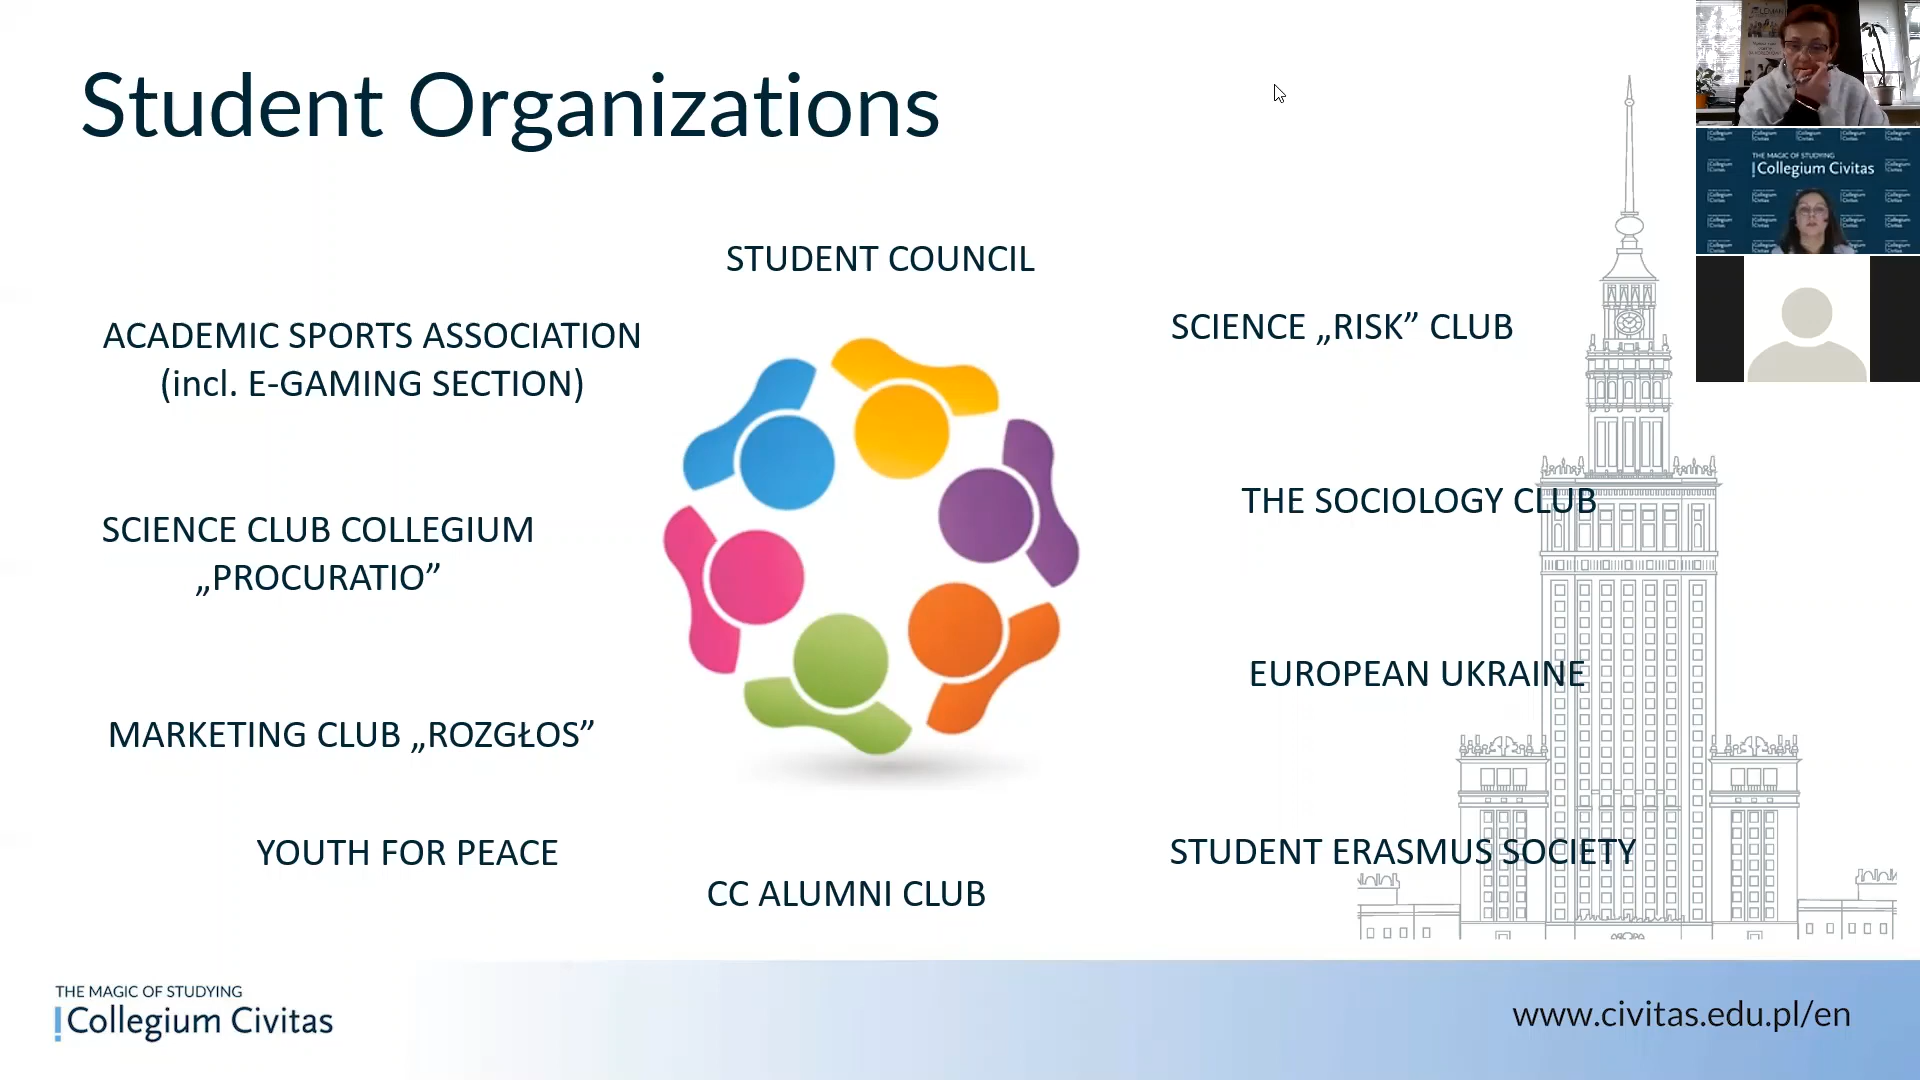 Student Organizations
STUDENT COUNCIL
ACADEMIC SPORTS ASSOCIATION
(incl. E-GAMING SECTION)
SCIENCE „RISK” CLUB
THE SOCIOLOGY CLUB
SCIENCE CLUB COLLEGIUM
„PROCURATIO”
EUROPEAN UKRAINE
MARKETING CLUB „ROZGŁOS”
YOUTH FOR PEACE
STUDENT ERASMUS SOCIETY
CC ALUMNI CLUB
THE MAGIC OF STUDYING
Collegium Civitas
www.civitas.edu.pl/en
THE MAGIC OF STUDYING
Collegium Civitas